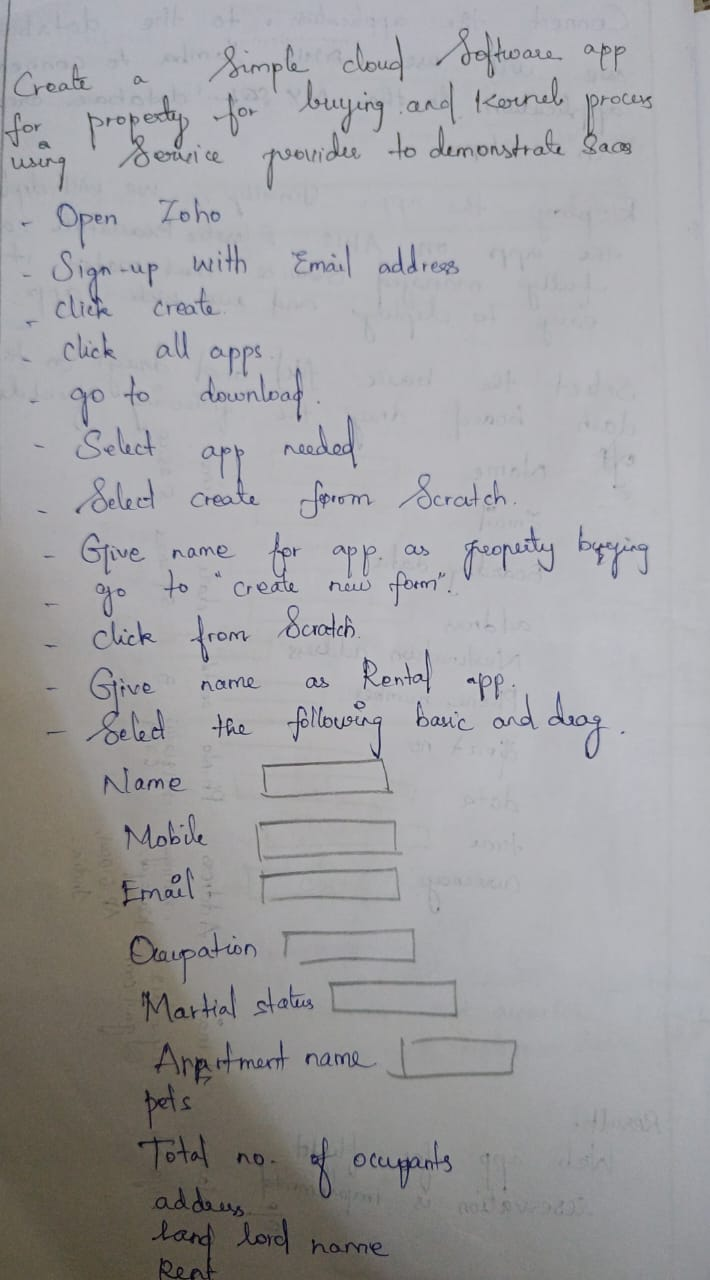 Create a Simple cloud Software app
for property for buying and Kernel process
using a Service provider to demonstrate Saas
- Open Zoho
- Sign-up with Email address
- click create.
- click all apps
- go to download.
- Select app needed
- Select create from Scratch.
- Give name for app. as property buying
- go to "create new form".
- click from Scratch.
- Give name as Rental app.
- Select the following basic and drag.
Name
Mobile
Email
Ocupation
Martial status
Apartment name
pets
Total no. of occupants
address
land lord name
Rent